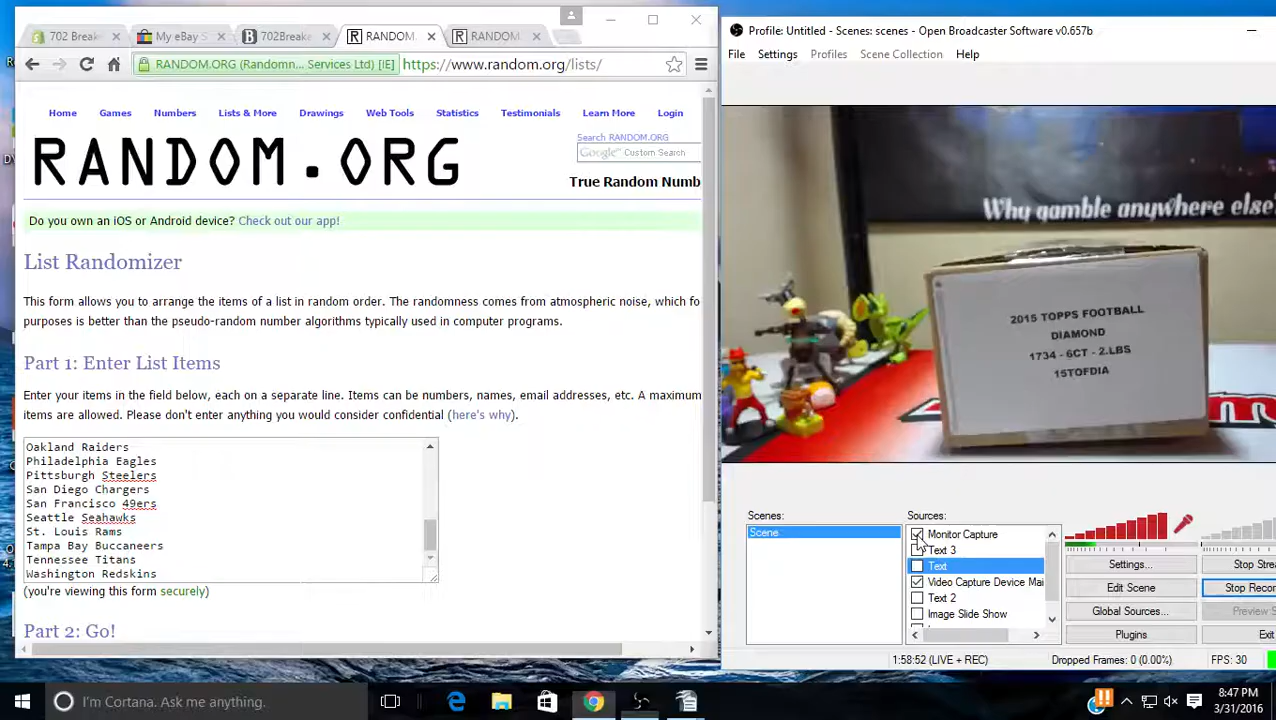 702 Break
My eBay S
702Break
RANDOM.
RANDOM
Profile: Untitled - Scenes: scenes - Open Broadcaster Software v0.657b
RANDOM.ORG (Randomn... Services Ltd) [IE]
https://www.random.org/lists/
File Settings Profiles Scene Collection Help
Home Games Numbers Lists & More Drawings Web Tools Statistics Testimonials Learn More Login
RANDOM.ORG
Search RANDOM.ORG
Google™ Custom Search
True Random Numb
Do you own an iOS or Android device? Check out our app!
Why gamble anywhere else
List Randomizer
This form allows you to arrange the items of a list in random order. The randomness comes from atmospheric noise, which fo
purposes is better than the pseudo-random number algorithms typically used in computer programs.
2015 TOPPS FOOTBALL
DIAMOND
1734 - 6CT - 2.LBS
15TOFDIA
Part 1: Enter List Items
Enter your items in the field below, each on a separate line. Items can be numbers, names, email addresses, etc. A maximum
items are allowed. Please don't enter anything you would consider confidential (here's why).
Oakland Raiders
Philadelphia Eagles
Pittsburgh Steelers
San Diego Chargers
San Francisco 49ers
Seattle Seahawks
St. Louis Rams
Tampa Bay Buccaneers
Tennessee Titans
Washington Redskins
(you're viewing this form securely)
Part 2: Go!
Scenes:
Scene
Sources:
Monitor Capture
Text 3
Text
Video Capture Device Mai
Text 2
Image Slide Show
Settings...
Edit Scene
Global Sources...
Plugins
Stop Stre
Stop Recor
Preview S
Exit
1:58:52 (LIVE + REC)
Dropped Frames: 0 (0.00%)
FPS: 30
I'm Cortana. Ask me anything.
8:47 PM
3/31/2016